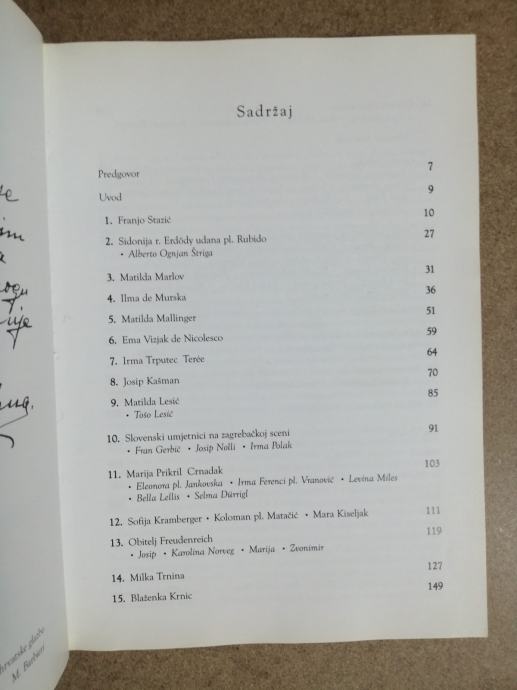 Sadržaj
Predgovor 7
Uvod 9
1. Franjo Stazić 10
2. Sidonija r. Erdödy udana pl. Rubido 27
• Alberto Ognjan Štriga
3. Matilda Marlov 31
4. Ilma de Murska 36
5. Matilda Mallinger 51
6. Ema Vizjak de Nicolesco 59
7. Irma Trputec Terée 64
8. Josip Kašman 70
9. Matilda Lesić 85
• Tošo Lesić
10. Slovenski umjetnici na zagrebačkoj sceni 91
• Fran Gerbić • Josip Nolli • Irma Polak
11. Marija Prikril Crnadak 103
• Eleonora pl. Jankovska • Irma Ferenci pl. Vranović • Levina Miles
• Bella Lellis • Selma Dürrigl
12. Sofija Kramberger • Koloman pl. Matačić • Mara Kiseljak 111
13. Obitelj Freudenreich 119
• Josip • Karolina Norveg • Marija • Zvonimir
14. Milka Trnina 127
15. Blaženka Krnic 149
hrvatske glazbe